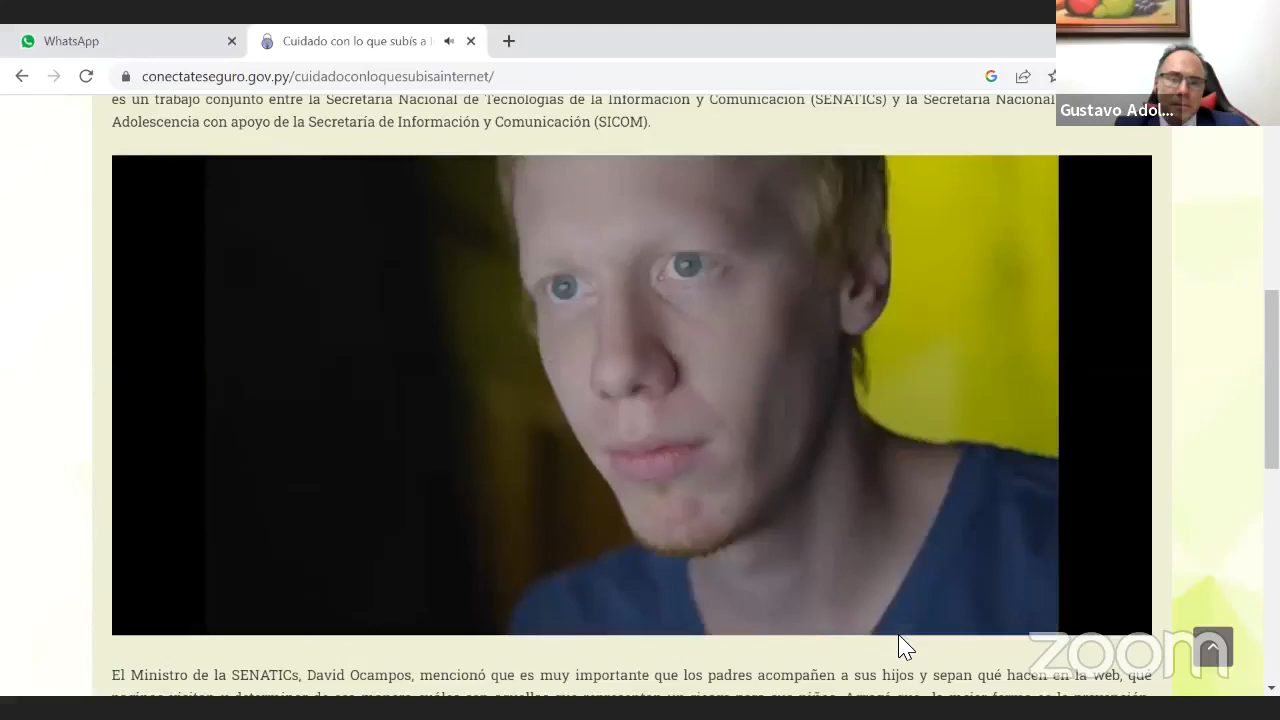 WhatsApp
Cuidado con lo que subís a
conectateseguro.gov.py/cuidadoconloquesubisainternet/
Gustavo Adol...
es un trabajo conjunto entre la Secretaría Nacional de Tecnologías de la Información y Comunicación (SENATICs) y la Secretaría Nacional
Adolescencia con apoyo de la Secretaría de Información y Comunicación (SICOM).
El Ministro de la SENATICs, David Ocampos, mencionó que es muy importante que los padres acompañen a sus hijos y sepan qué hacen en la web, qué
zoom